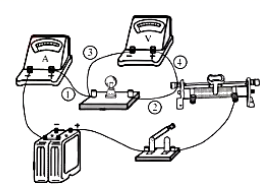 A
V
③
④
①
②
- +